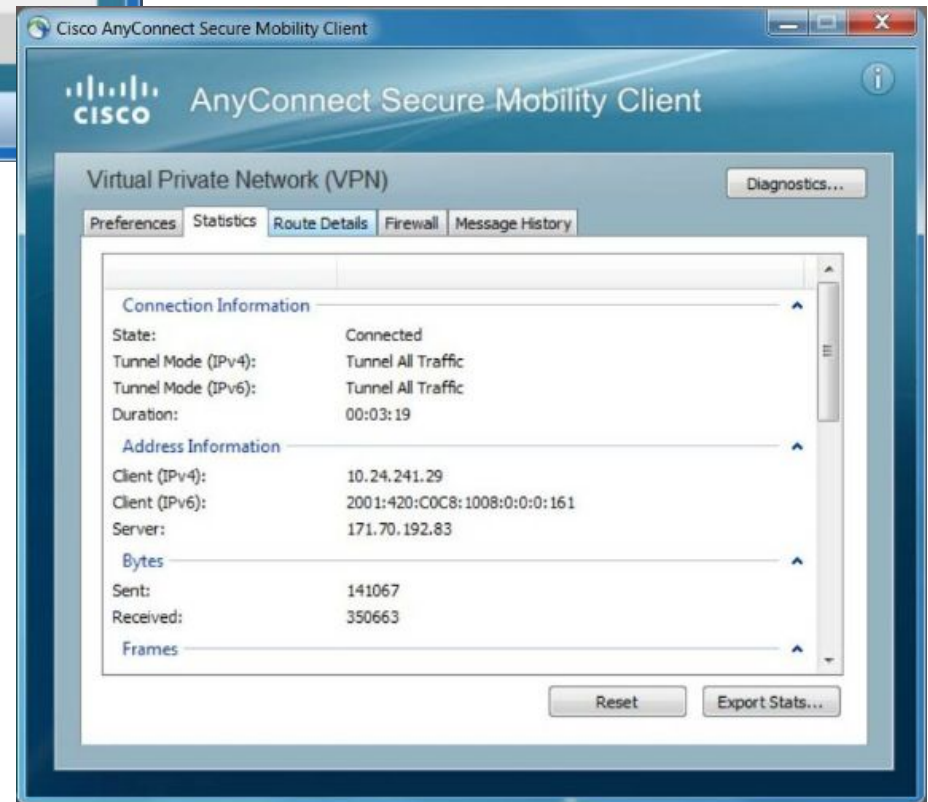 Cisco AnyConnect Secure Mobility Client
cisco AnyConnect Secure Mobility Client
Virtual Private Network (VPN) Diagnostics...
Preferences Statistics Route Details Firewall Message History
Connection Information
State: Connected
Tunnel Mode (IPv4): Tunnel All Traffic
Tunnel Mode (IPv6): Tunnel All Traffic
Duration: 00:03:19
Address Information
Client (IPv4): 10.24.241.29
Client (IPv6): 2001:420:C0C8:1008:0:0:0:161
Server: 171.70.192.83
Bytes
Sent: 141067
Received: 350663
Frames
Reset Export Stats...